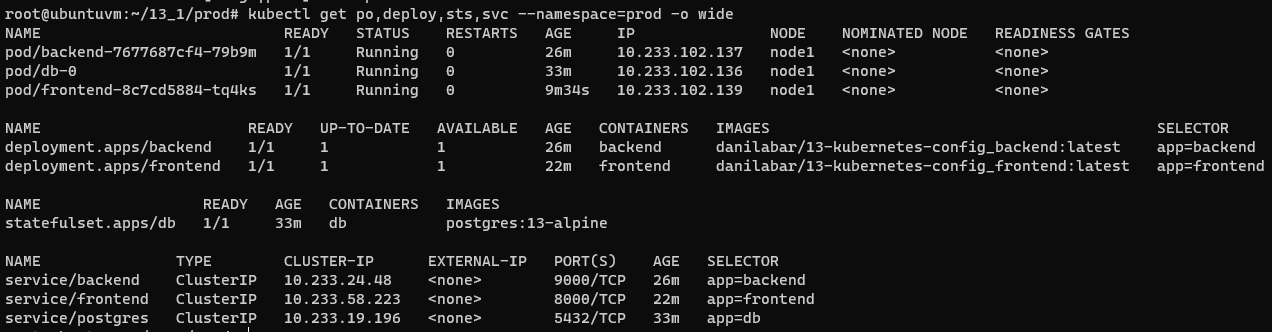 root@ubuntuvm:~/13_1/prod# kubectl get po,deploy,sts,svc --namespace=prod -o wide
NAME                            READY   STATUS    RESTARTS   AGE     IP               NODE    NOMINATED NODE   READINESS GATES
pod/backend-7677687cf4-79b9m    1/1     Running   0          26m     10.233.102.137   node1   <none>           <none>
pod/db-0                        1/1     Running   0          33m     10.233.102.136   node1   <none>           <none>
pod/frontend-8c7cd5884-tq4ks    1/1     Running   0          9m34s   10.233.102.139   node1   <none>           <none>
NAME                       READY   UP-TO-DATE   AVAILABLE   AGE   CONTAINERS   IMAGES                                          SELECTOR
deployment.apps/backend    1/1     1            1           26m   backend      danilabar/13-kubernetes-config_backend:latest    app=backend
deployment.apps/frontend   1/1     1            1           22m   frontend     danilabar/13-kubernetes-config_frontend:latest   app=frontend
NAME                  READY   AGE   CONTAINERS   IMAGES
statefulset.apps/db   1/1     33m   db           postgres:13-alpine
NAME               TYPE        CLUSTER-IP      EXTERNAL-IP   PORT(S)    AGE   SELECTOR
service/backend    ClusterIP   10.233.24.48    <none>        9000/TCP   26m   app=backend
service/frontend   ClusterIP   10.233.58.223   <none>        8000/TCP   22m   app=frontend
service/postgres   ClusterIP   10.233.19.196   <none>        5432/TCP   33m   app=db